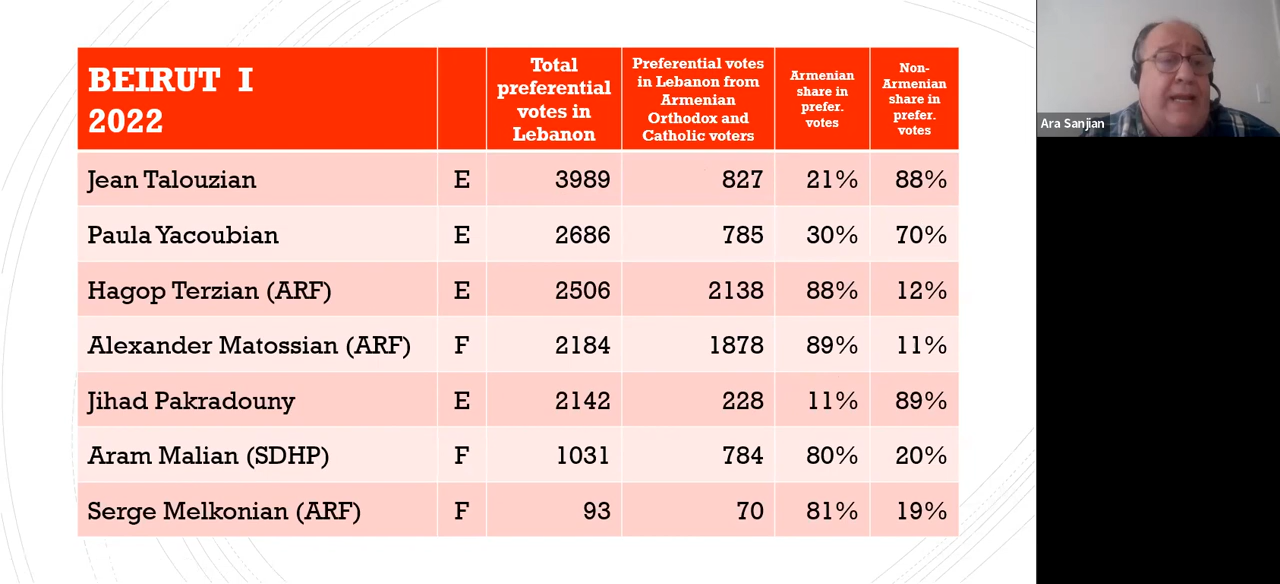 BEIRUT I
2022
Total
preferential
votes in
Lebanon
Preferential votes
in Lebanon from
Armenian
Orthodox and
Catholic voters
Armenian
share in
prefer.
votes
Non-
Armenian
share in
prefer.
votes
Jean Talouzian E 3989 827 21% 88%
Paula Yacoubian E 2686 785 30% 70%
Hagop Terzian (ARF) E 2506 2138 88% 12%
Alexander Matossian (ARF) F 2184 1878 89% 11%
Jihad Pakradouny E 2142 228 11% 89%
Aram Malian (SDHP) F 1031 784 80% 20%
Serge Melkonian (ARF) F 93 70 81% 19%
Ara Sanjian